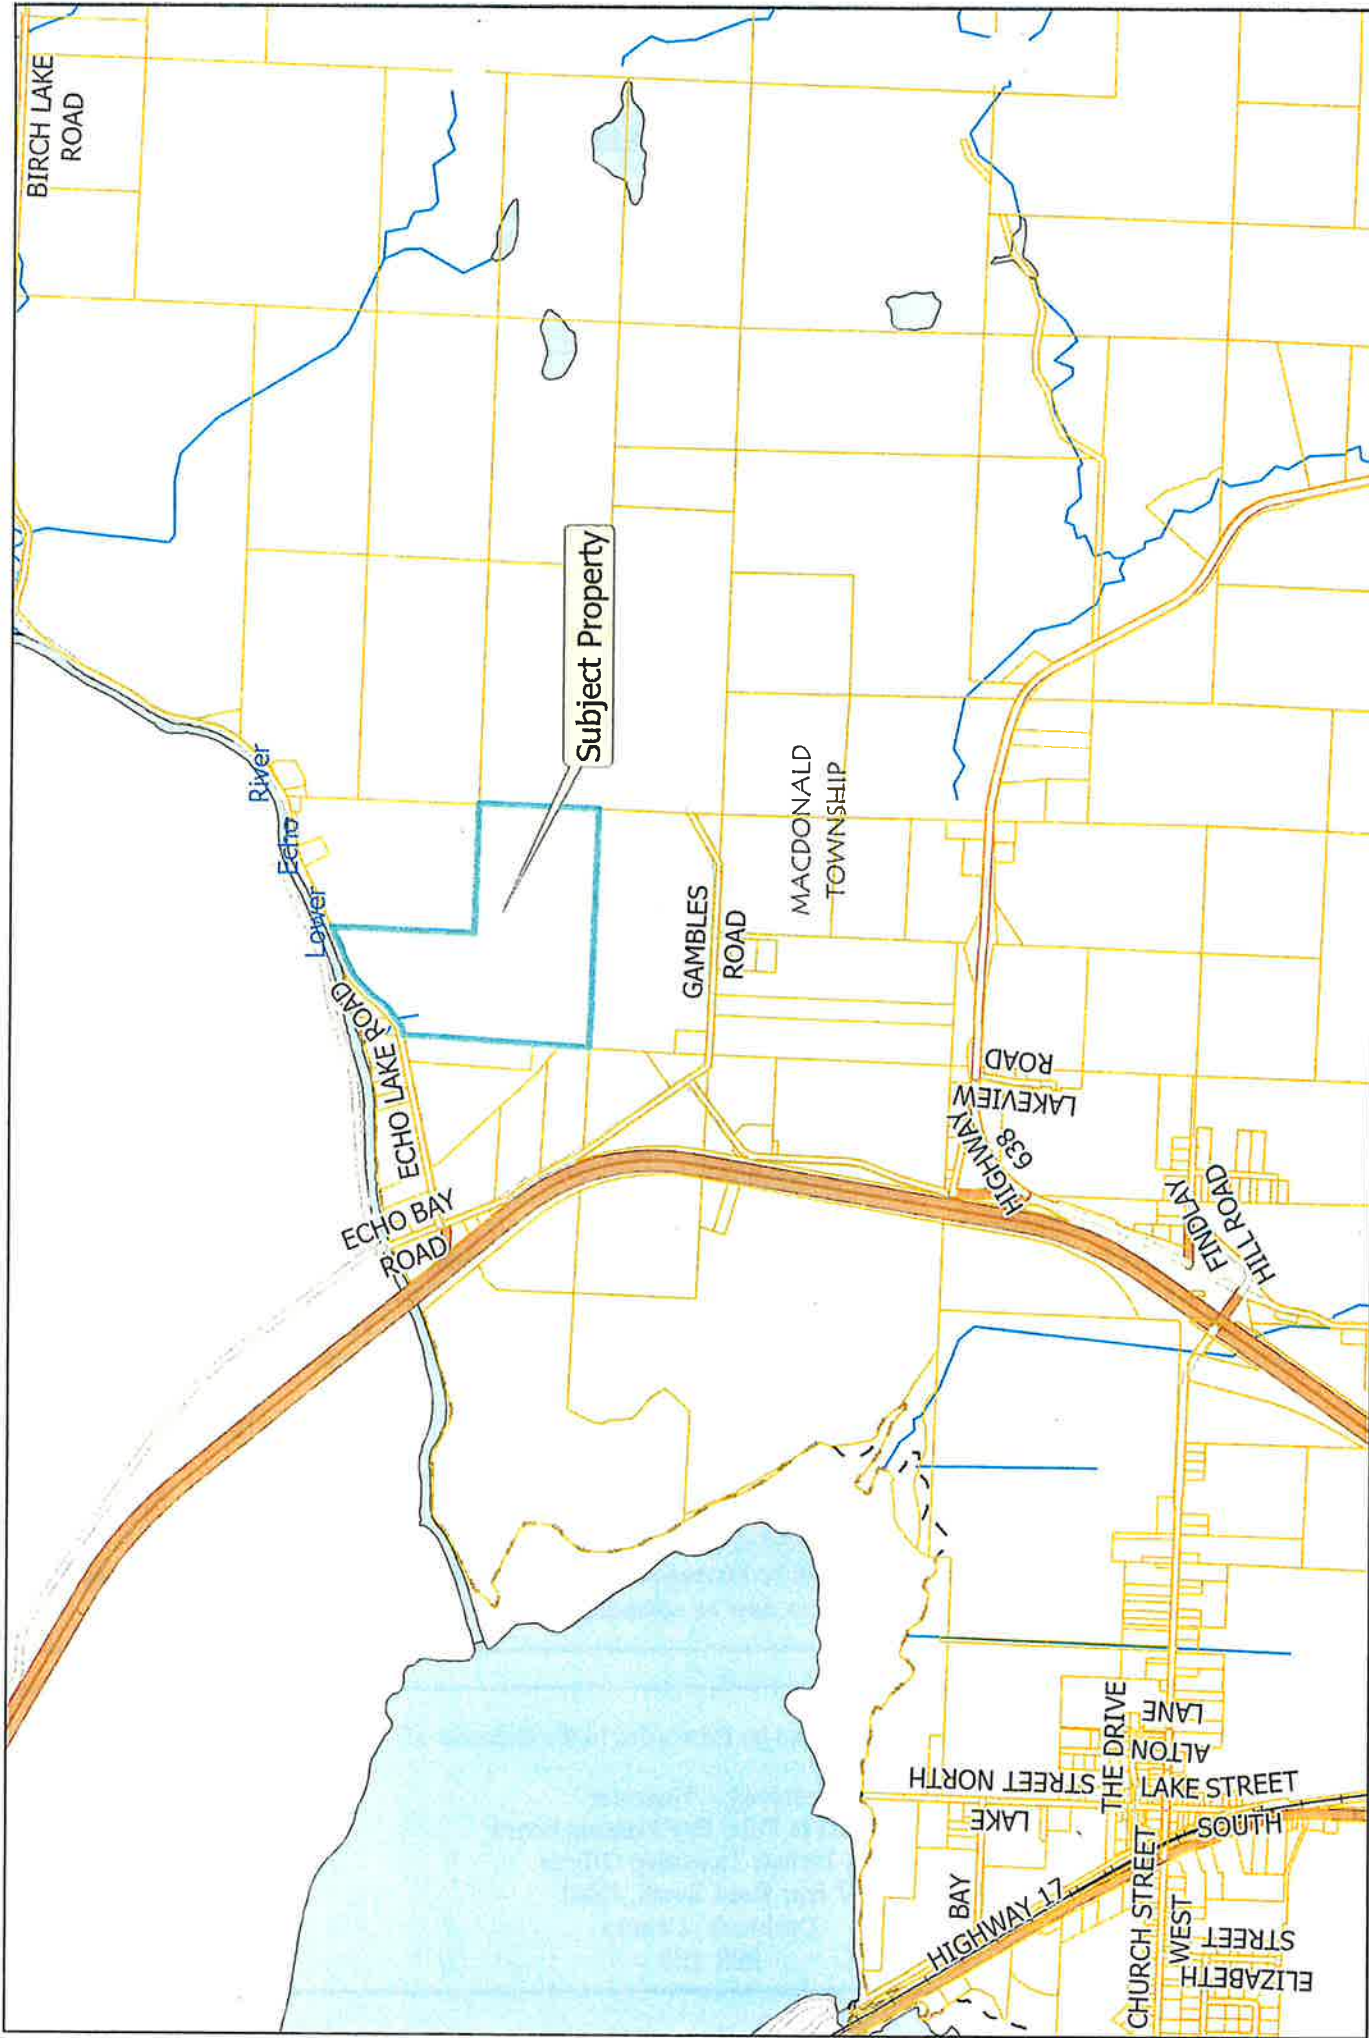 BIRCH LAKE
ROAD
Lower
Echo
River
ECHO LAKE ROAD
Subject Property
ECHO BAY
ROAD
GAMBLES
ROAD
MACDONALD
TOWNSHIP
LAKEVIEW
ROAD
HIGHWAY
638
FINDLAY
HILL ROAD
THE DRIVE
ALTON
LANE
LAKE
STREET NORTH
LAKE STREET
SOUTH
BAY
HIGHWAY 17
CHURCH STREET
WEST
ELIZABETH
STREET